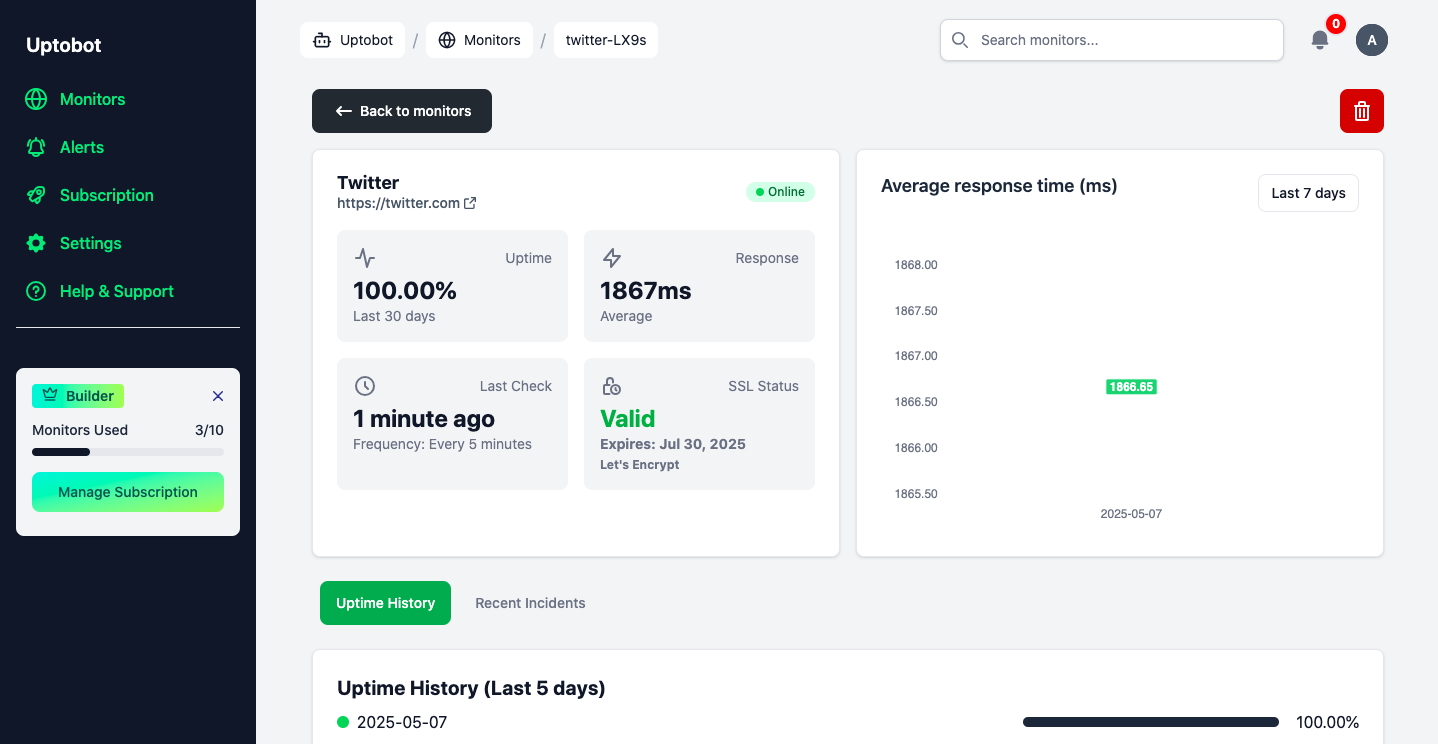 Uptobot
Monitors
Alerts
Subscription
Settings
Help & Support
Builder
Monitors Used 3/10
Manage Subscription
Uptobot / Monitors / twitter-LX9s
Search monitors...
0
A
Back to monitors
Twitter
https://twitter.com
Online
Uptime
100.00%
Last 30 days
Response
1867ms
Average
Last Check
1 minute ago
Frequency: Every 5 minutes
SSL Status
Valid
Expires: Jul 30, 2025
Let's Encrypt
Average response time (ms)
Last 7 days
1868.00
1867.50
1867.00
1866.50
1866.00
1865.50
1866.65
2025-05-07
Uptime History
Recent Incidents
Uptime History (Last 5 days)
2025-05-07 100.00%